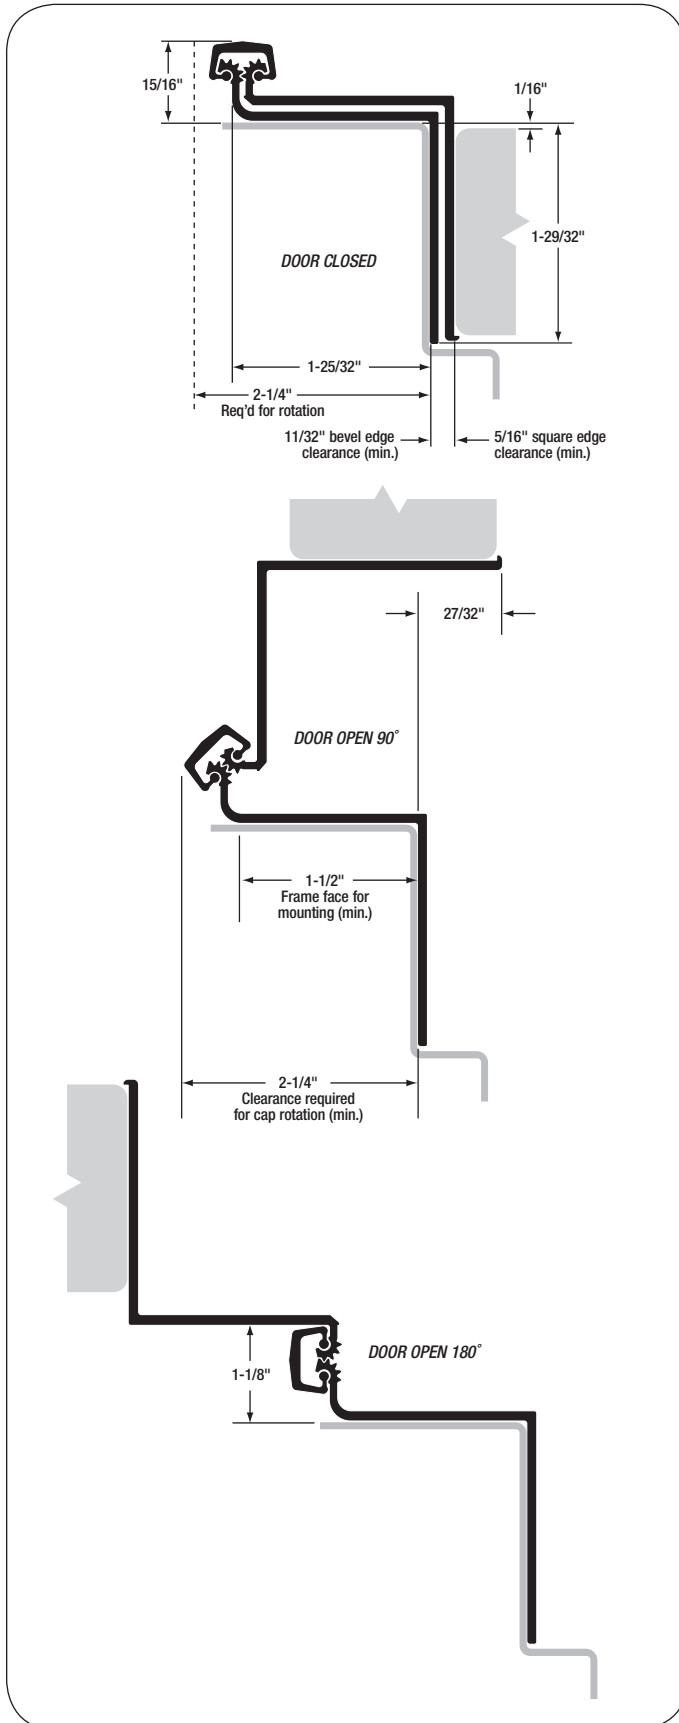 15/16"
1/16"
1-29/32"
DOOR CLOSED
1-25/32"
2-1/4"
Req'd for rotation
11/32" bevel edge
clearance (min.)
5/16" square edge
clearance (min.)
27/32"
DOOR OPEN 90°
1-1/2"
Frame face for
mounting (min.)
2-1/4"
Clearance required
for cap rotation (min.)
DOOR OPEN 180°
1-1/8"